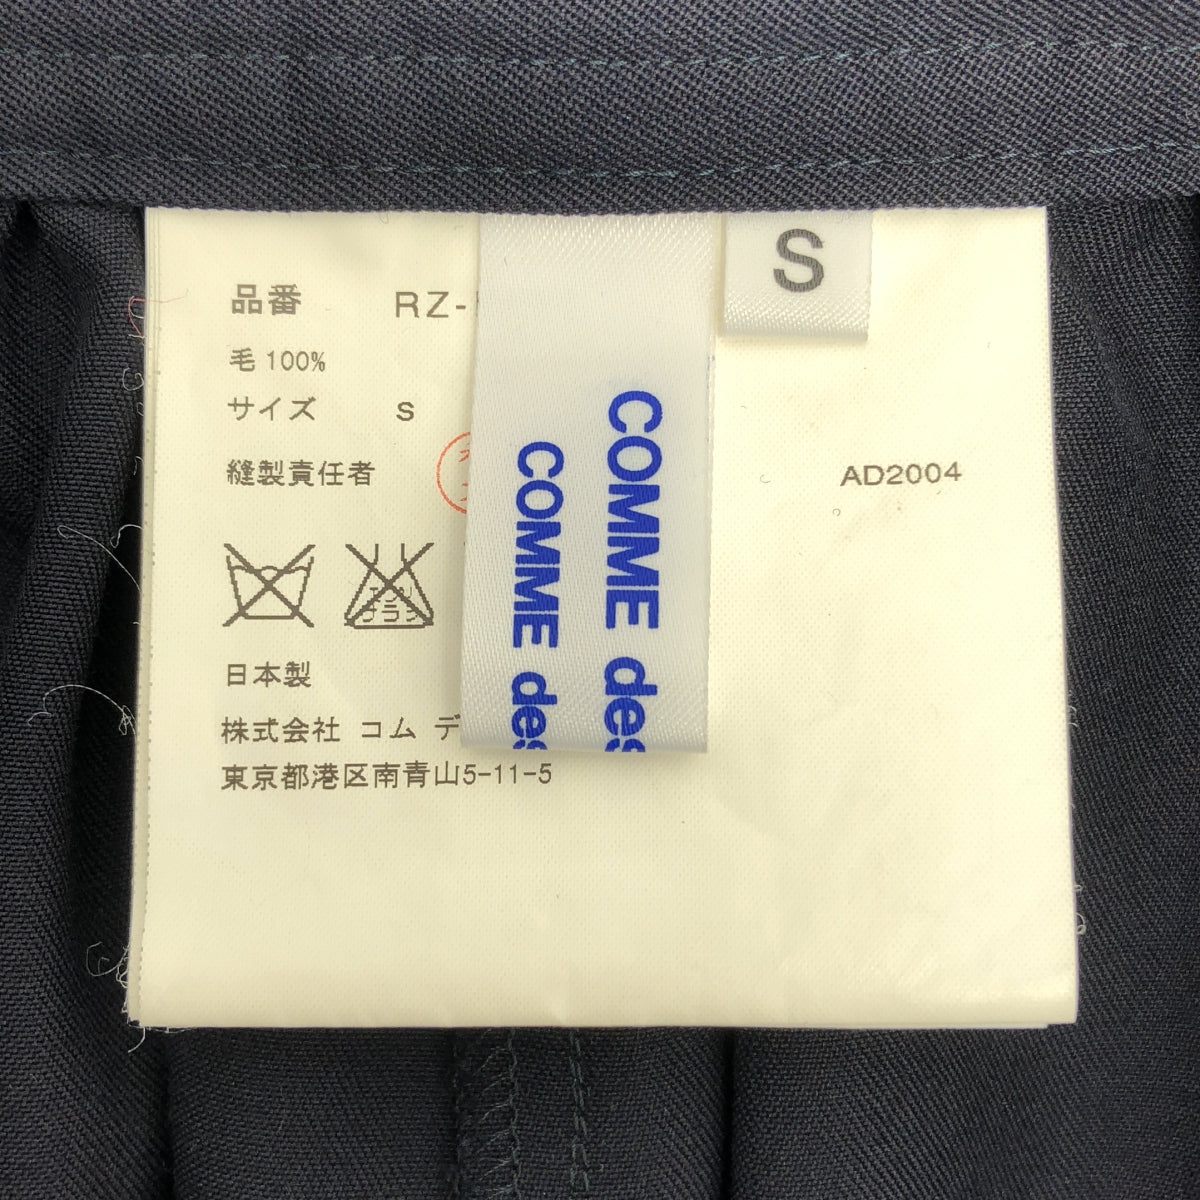 品番 RZ-
毛 100%
サイズ S
縫製責任者
AD2004
日本製
株式会社 コム デ
東京都港区南青山5-11-5
S
COMME des
COMME des